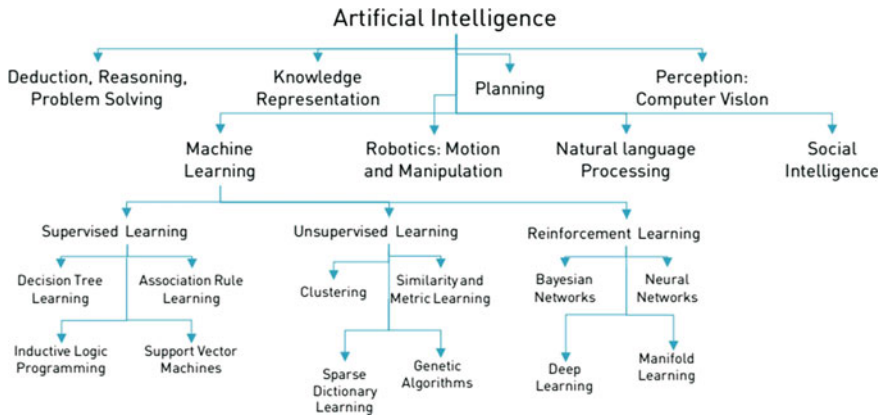 Artificial Intelligence
Deduction, Reasoning,
Problem Solving
Knowledge
Representation
Planning
Perception:
Computer Vislon
Machine
Learning
Robotics: Motion
and Manipulation
Natural language
Processing
Social
Intelligence
Supervised Learning
Unsupervised Learning
Reinforcement Learning
Decision Tree
Learning
Association Rule
Learning
Clustering
Similarity and
Metric Learning
Bayesian
Networks
Neural
Networks
Inductive Logic
Programming
Support Vector
Machines
Sparse
Dictionary
Learning
Genetic
Algorithms
Deep
Learning
Manifold
Learning